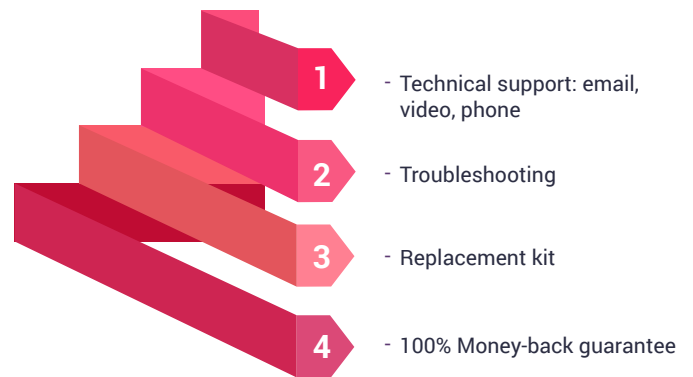 1
- Technical support: email,
video, phone
2
- Troubleshooting
3
- Replacement kit
4
- 100% Money-back guarantee